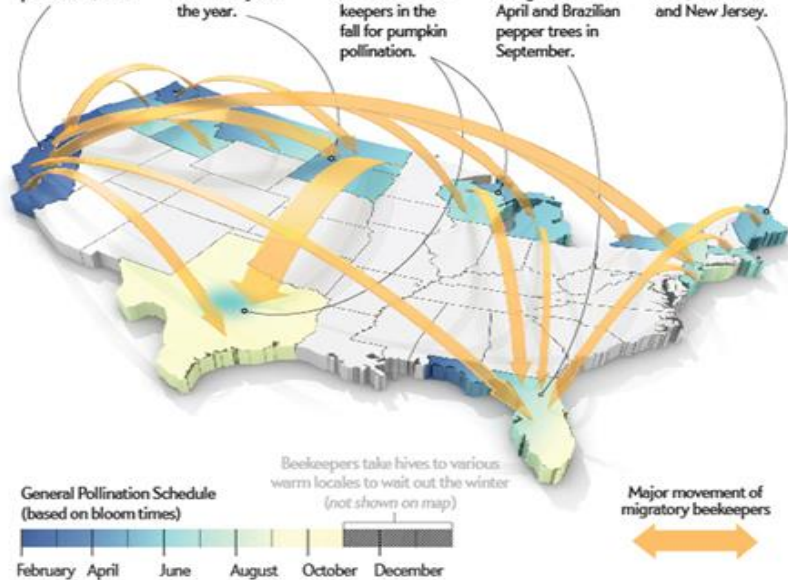 the year.
keepers in the
fall for pumpkin
pollination.
April and Brazilian
pepper trees in
September.
and New Jersey.
Beekeepers take hives to various
warm locales to wait out the winter
(not shown on map)
General Pollination Schedule
(based on bloom times)
Major movement of
migratory beekeepers
February April June August October December